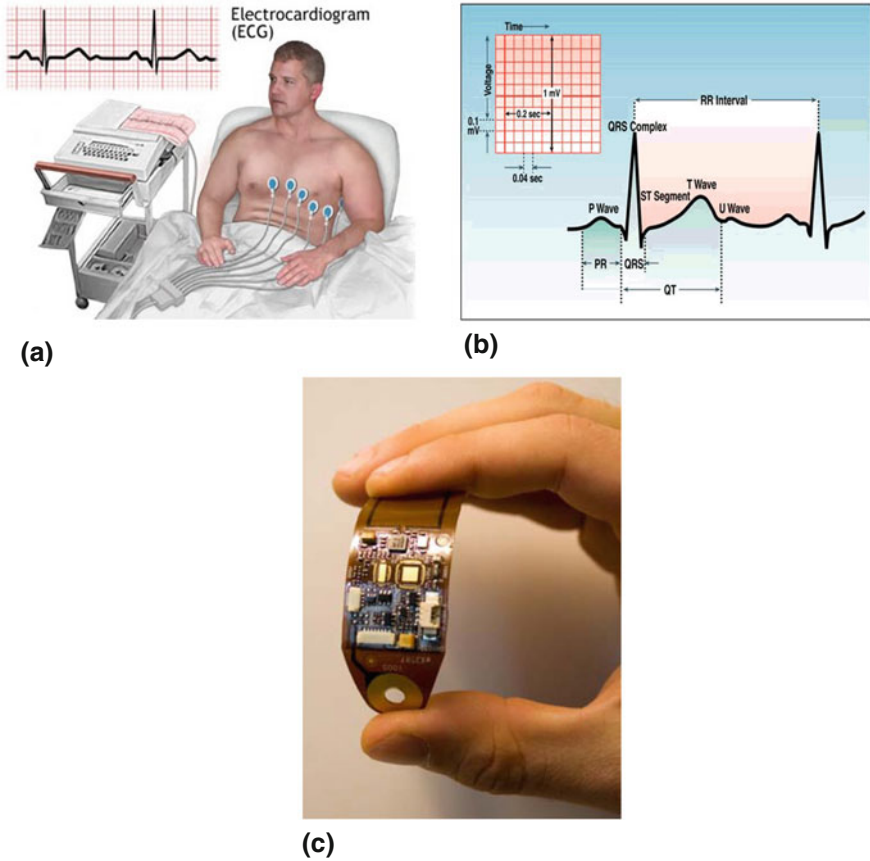 Electrocardiogram
(ECG)
(a)
Time
Voltage
1 mV
0.2 sec
0.1
mV
0.04 sec
RR Interval
QRS Complex
T Wave
ST Segment
P Wave
U Wave
PR
QRS
QT
(b)
(c)